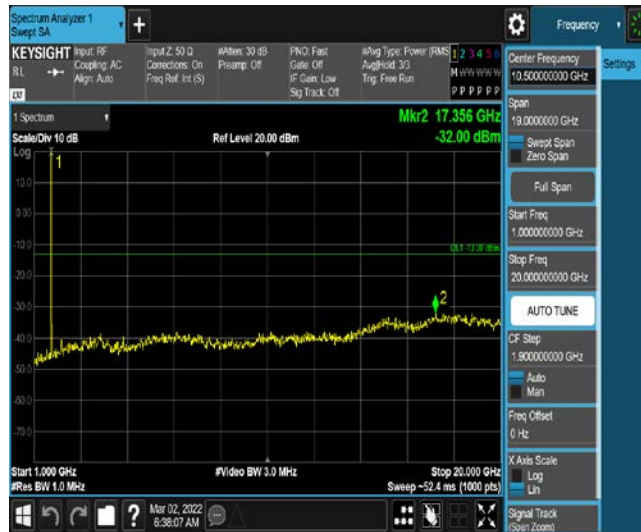 Spectrum Analyzer 1
Swept SA
+
Frequency
KEYSIGHT
RL
Input: RF
Coupling: AC
Align: Auto
Input Z: 50 Ω
Corrections: On
Freq Ref: Int (S)
#Atten: 30 dB
Preamp: Off
PNO: Fast
Gate: Off
IF Gain: Low
Sig Track: Off
#Avg Type: Power (RMS
Avg|Hold: 3/3
Trig: Free Run
1 2 3 4 5 6
M W W W W W
P P P P P P
LXI
1 Spectrum
Scale/Div 10 dB
Ref Level 20.00 dBm
Mkr2 17.356 GHz
-32.00 dBm
Log
1
10.0
0.00
-10.0
DL1 -13.00 dBm
-20.0
2
-30.0
-40.0
-50.0
-60.0
-70.0
Start 1.000 GHz
#Video BW 3.0 MHz
Stop 20.000 GHz
#Res BW 1.0 MHz
Sweep ~52.4 ms (1000 pts)
Center Frequency
10.500000000 GHz
Settings
Span
19.0000000 GHz
Swept Span
Zero Span
Full Span
Start Freq
1.000000000 GHz
Stop Freq
20.000000000 GHz
AUTO TUNE
CF Step
1.900000000 GHz
Auto
Man
Freq Offset
0 Hz
X Axis Scale
Log
Lin
Signal Track
(Span Zoom)
?
Mar 02, 2022
6:38:07 AM